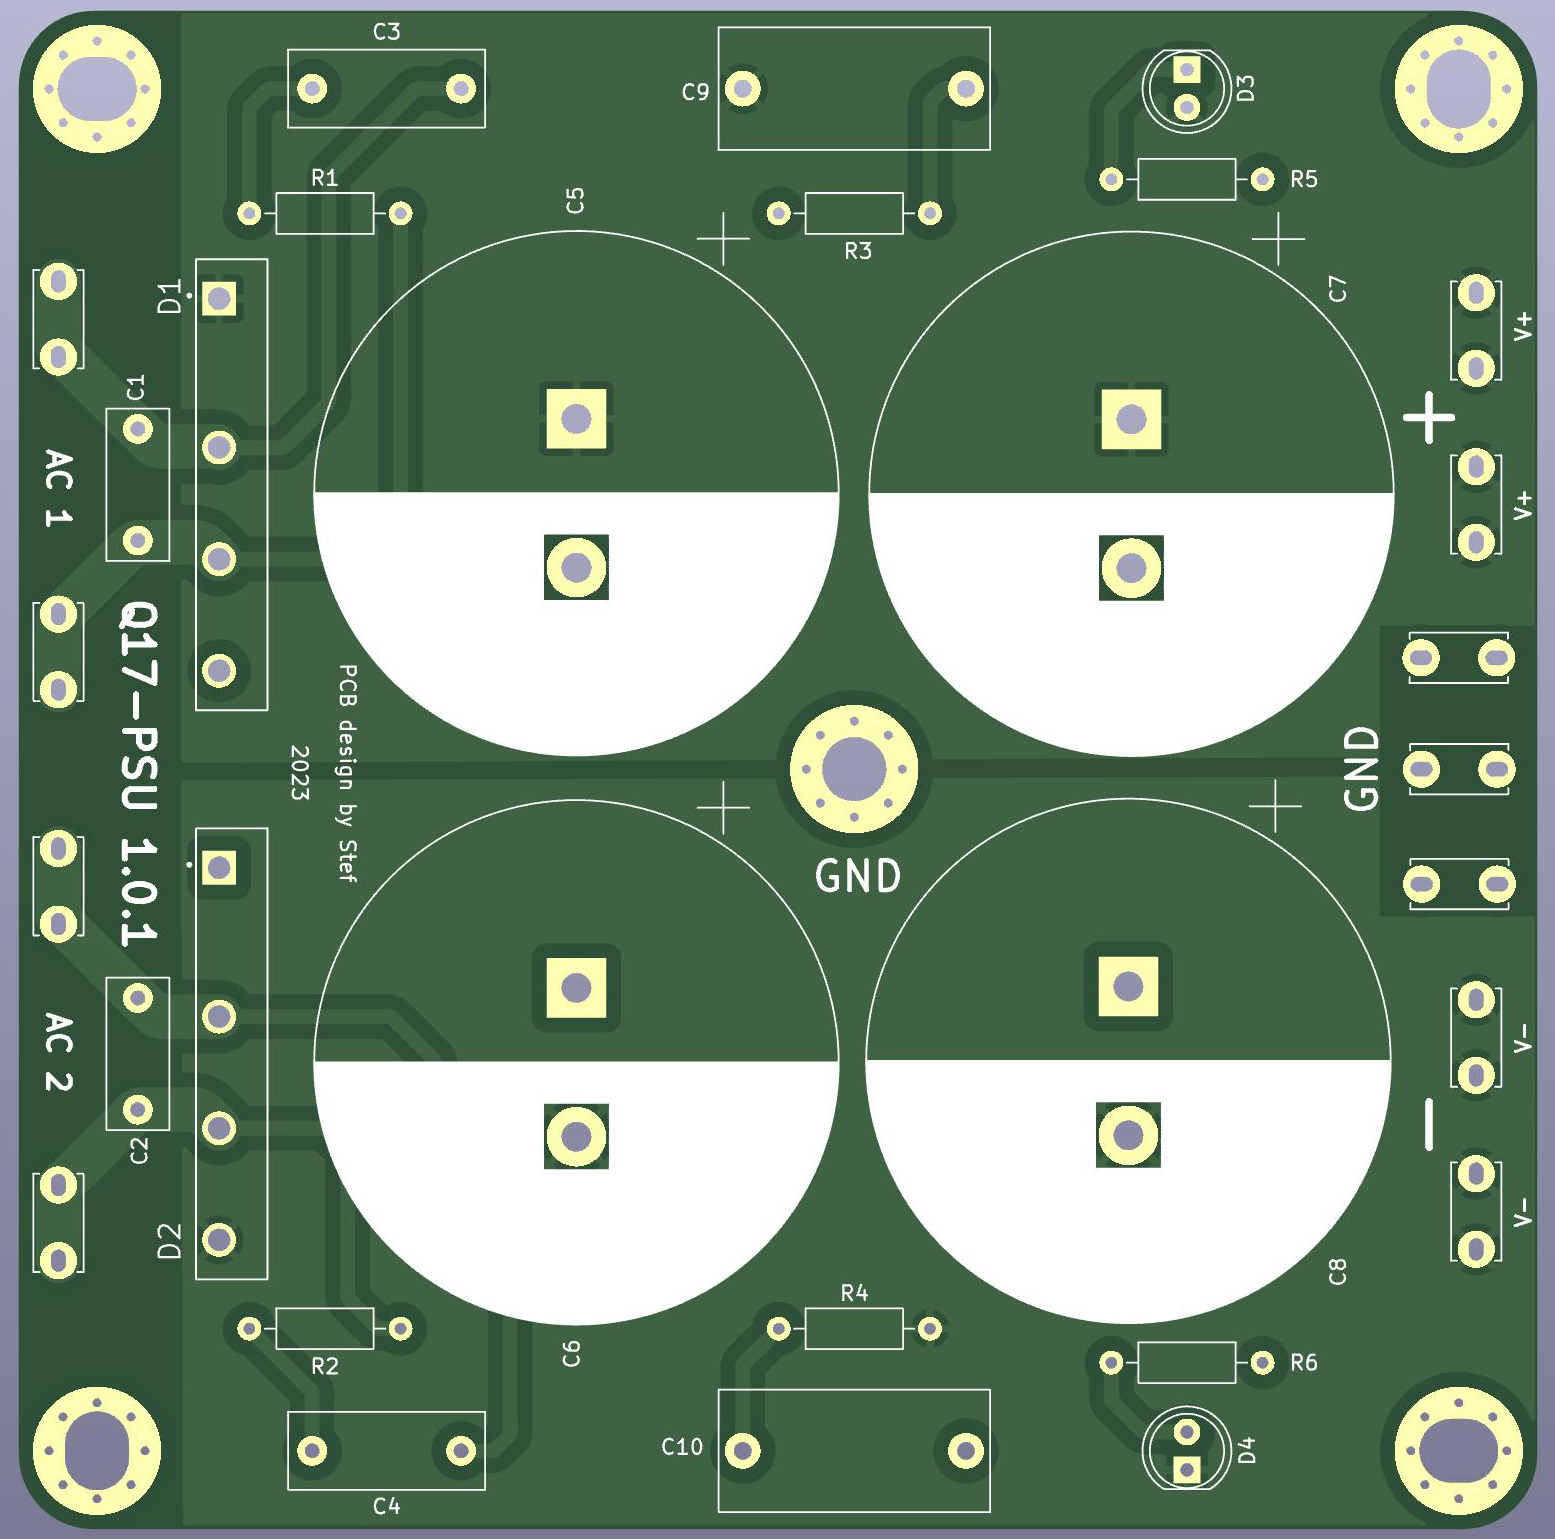 C3
C9
D3
R1
R5
C5
R3
C7
D1
V+
C1
+
AC 1
V+
Q17-PSU 1.0.1
PCB design by Stef
2023
GND
GND
AC 2
V-
-
C2
D2
V-
C8
R4
C6
R2
R6
C10
D4
C4